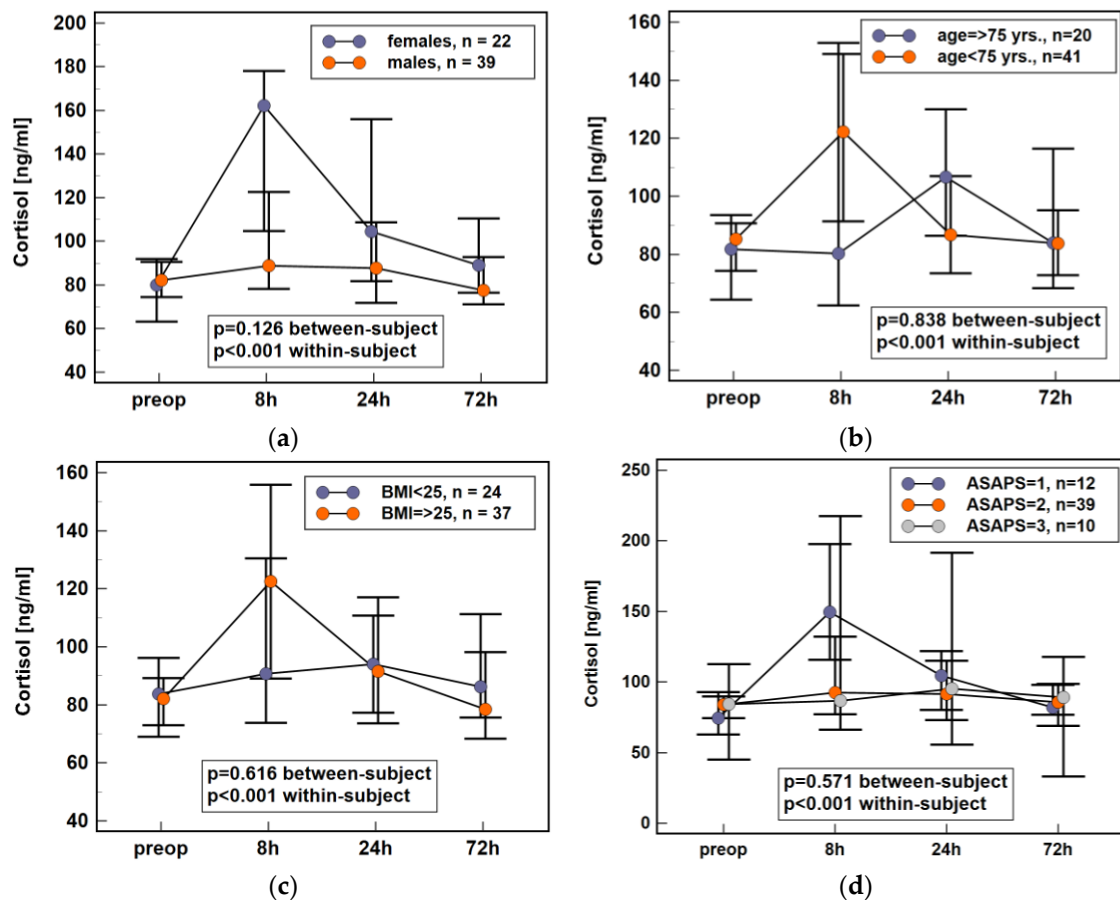 200
180
160
140
120
100
80
60
40
Cortisol [ng/ml]
females, n = 22
males, n = 39
p=0.126 between-subject
p<0.001 within-subject
preop 8h 24h 72h
(a)
160
140
120
100
80
60
40
Cortisol [ng/ml]
age=>75 yrs., n=20
age<75 yrs., n=41
p=0.838 between-subject
p<0.001 within-subject
preop 8h 24h 72h
(b)
160
140
120
100
80
60
40
Cortisol [ng/ml]
BMI<25, n = 24
BMI=>25, n = 37
p=0.616 between-subject
p<0.001 within-subject
preop 8h 24h 72h
(c)
250
200
150
100
50
0
Cortisol [ng/ml]
ASAPS=1, n=12
ASAPS=2, n=39
ASAPS=3, n=10
p=0.571 between-subject
p<0.001 within-subject
preop 8h 24h 72h
(d)